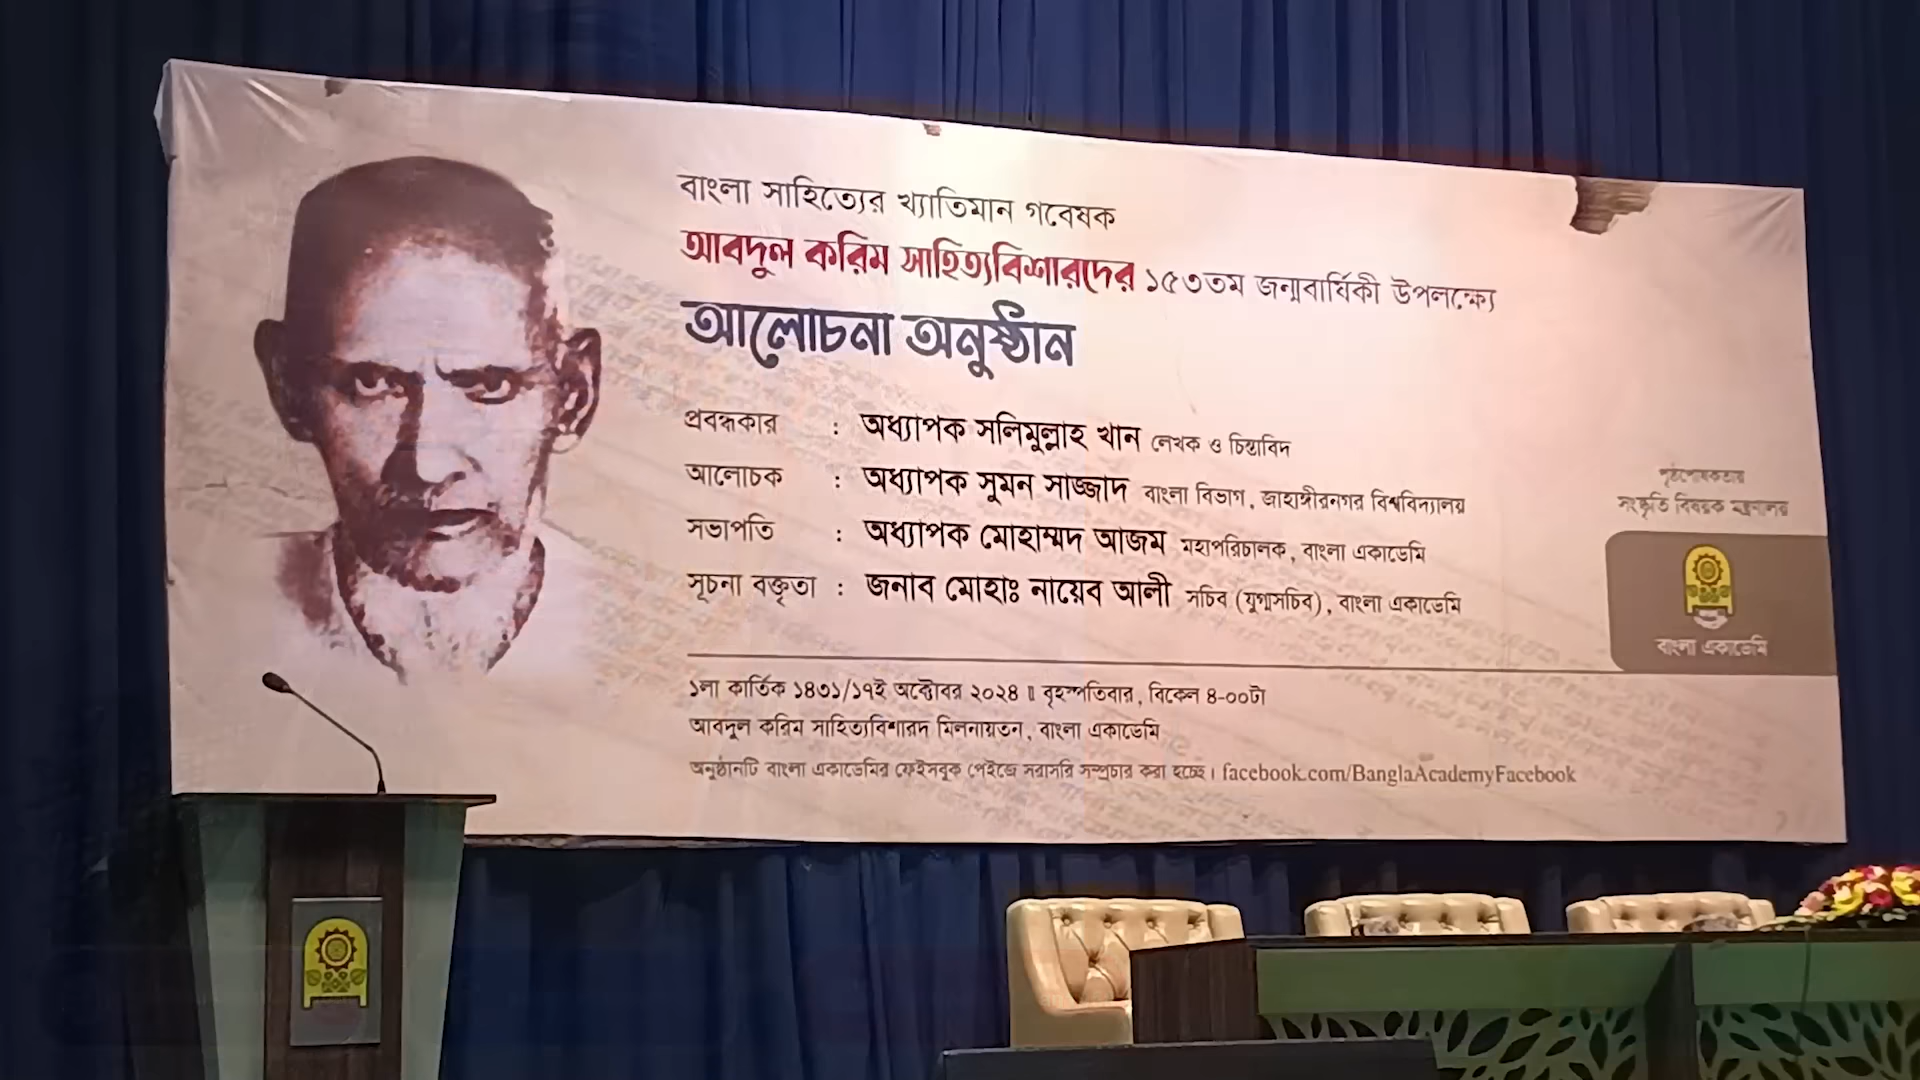 বাংলা সাহিত্যের খ্যাতিমান গবেষক
আবদুল করিম সাহিত্যবিশারদের ১৫৩তম জন্মবার্ষিকী উপলক্ষ্যে
আলোচনা অনুষ্ঠান
প্রবন্ধকার : অধ্যাপক সলিমুল্লাহ খান লেখক ও চিন্তাবিদ
আলোচক : অধ্যাপক সুমন সাজ্জাদ বাংলা বিভাগ, জাহাঙ্গীরনগর বিশ্ববিদ্যালয়
সভাপতি : অধ্যাপক মোহাম্মদ আজম মহাপরিচালক, বাংলা একাডেমি
সূচনা বক্তৃতা : জনাব মোহাঃ নায়েব আলী সচিব (যুগ্মসচিব), বাংলা একাডেমি
পৃষ্ঠপোষকতায়
সংস্কৃতি বিষয়ক মন্ত্রণালয়
বাংলা একাডেমি
১লা কার্তিক ১৪৩১/১৭ই অক্টোবর ২০২৪ ॥ বৃহস্পতিবার, বিকেল ৪-০০টা
আবদুল করিম সাহিত্যবিশারদ মিলনায়তন, বাংলা একাডেমি
অনুষ্ঠানটি বাংলা একাডেমির ফেইসবুক পেইজে সরাসরি সম্প্রচার করা হচ্ছে। facebook.com/BanglaAcademyFacebook